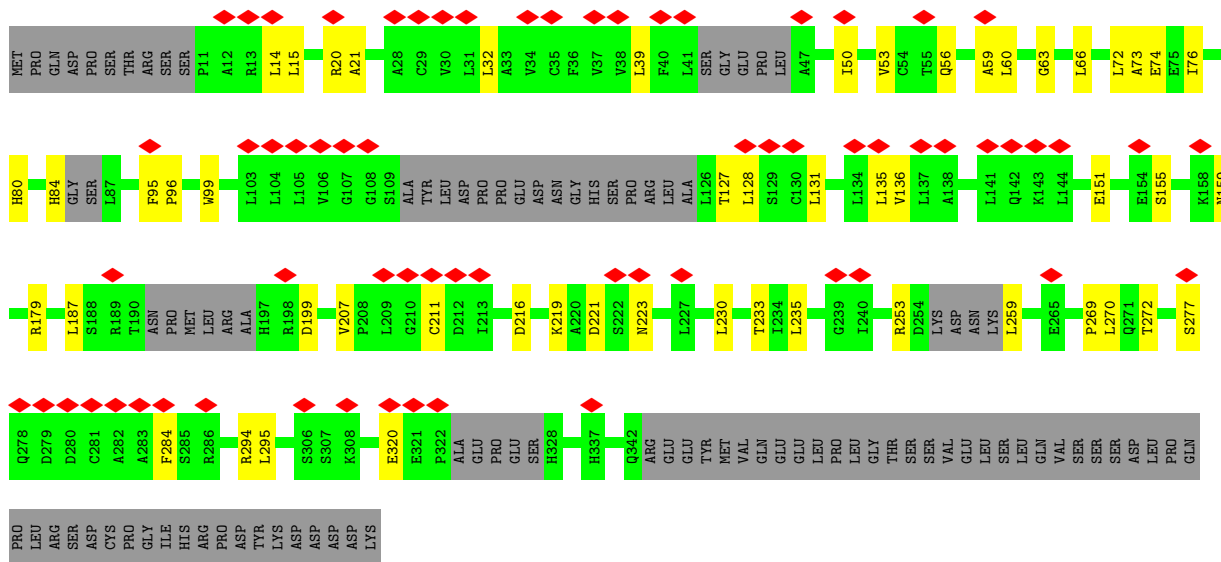 MET PRO GLN ASP PRO SER THR ARG SER SER P11 A12 R13 L14 L15 R20 A21 A28 C29 V30 L31 L32 A33 V34 C35 F36 V37 V38 L39 F40 L41 SER GLY GLU PRO LEU A47 I50 V53 C54 T55 Q56 A59 L60 G63 L66 L72 A73 E74 E75 I76
H80 H84 GLY SER L87 F95 P96 W99 L103 L104 L105 V106 G107 G108 S109 ALA TYR LEU ASP PRO PRO GLU ASP ASN GLY HIS SER PRO ARG LEU ALA L126 T127 L128 S129 C130 L131 L134 L135 V136 L137 A138 L141 Q142 K143 L144 E151 E154 S155 K158 N159
R179 L187 S188 R189 T190 ASN PRO MET LEU ARG ALA H197 R198 D199 V207 P208 L209 G210 C211 D212 I213 D216 K219 A220 D221 S222 N223 L227 L230 T233 I234 L235 G239 I240 R253 D254 LYS ASP ASN LYS L259 E265 P269 L270 Q271 T272 S277
Q278 D279 D280 C281 A282 A283 F284 S285 R286 R294 L295 S306 S307 K308 E320 E321 P322 ALA GLU PRO GLU SER H328 H337 Q342 ARG GLU GLU TYR MET VAL GLN GLU GLU LEU PRO LEU GLY THR SER SER VAL GLU LEU SER LEU GLN VAL SER SER SER ASP LEU PRO GLN
PRO LEU ARG SER ASP CYS PRO GLY ILE HIS ARG PRO ASP TYR LYS ASP ASP ASP ASP LYS